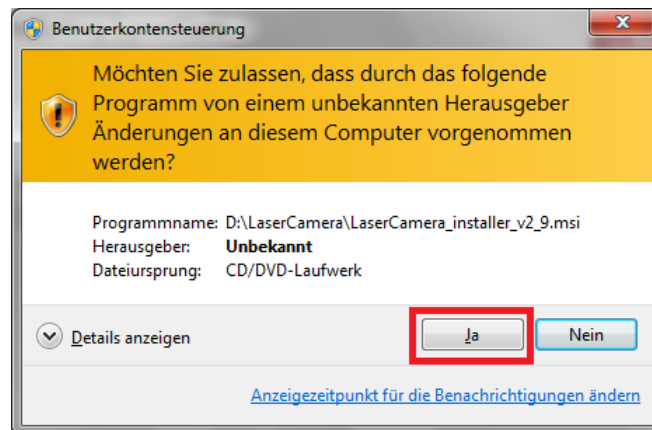 Benutzerkontensteuerung
Möchten Sie zulassen, dass durch das folgende
Programm von einem unbekannten Herausgeber
Änderungen an diesem Computer vorgenommen
werden?
Programmname: D:\LaserCamera\LaserCamera_installer_v2_9.msi
Herausgeber: Unbekannt
Dateiursprung: CD/DVD-Laufwerk
Details anzeigen Ja Nein
Anzeigezeitpunkt für die Benachrichtigungen ändern